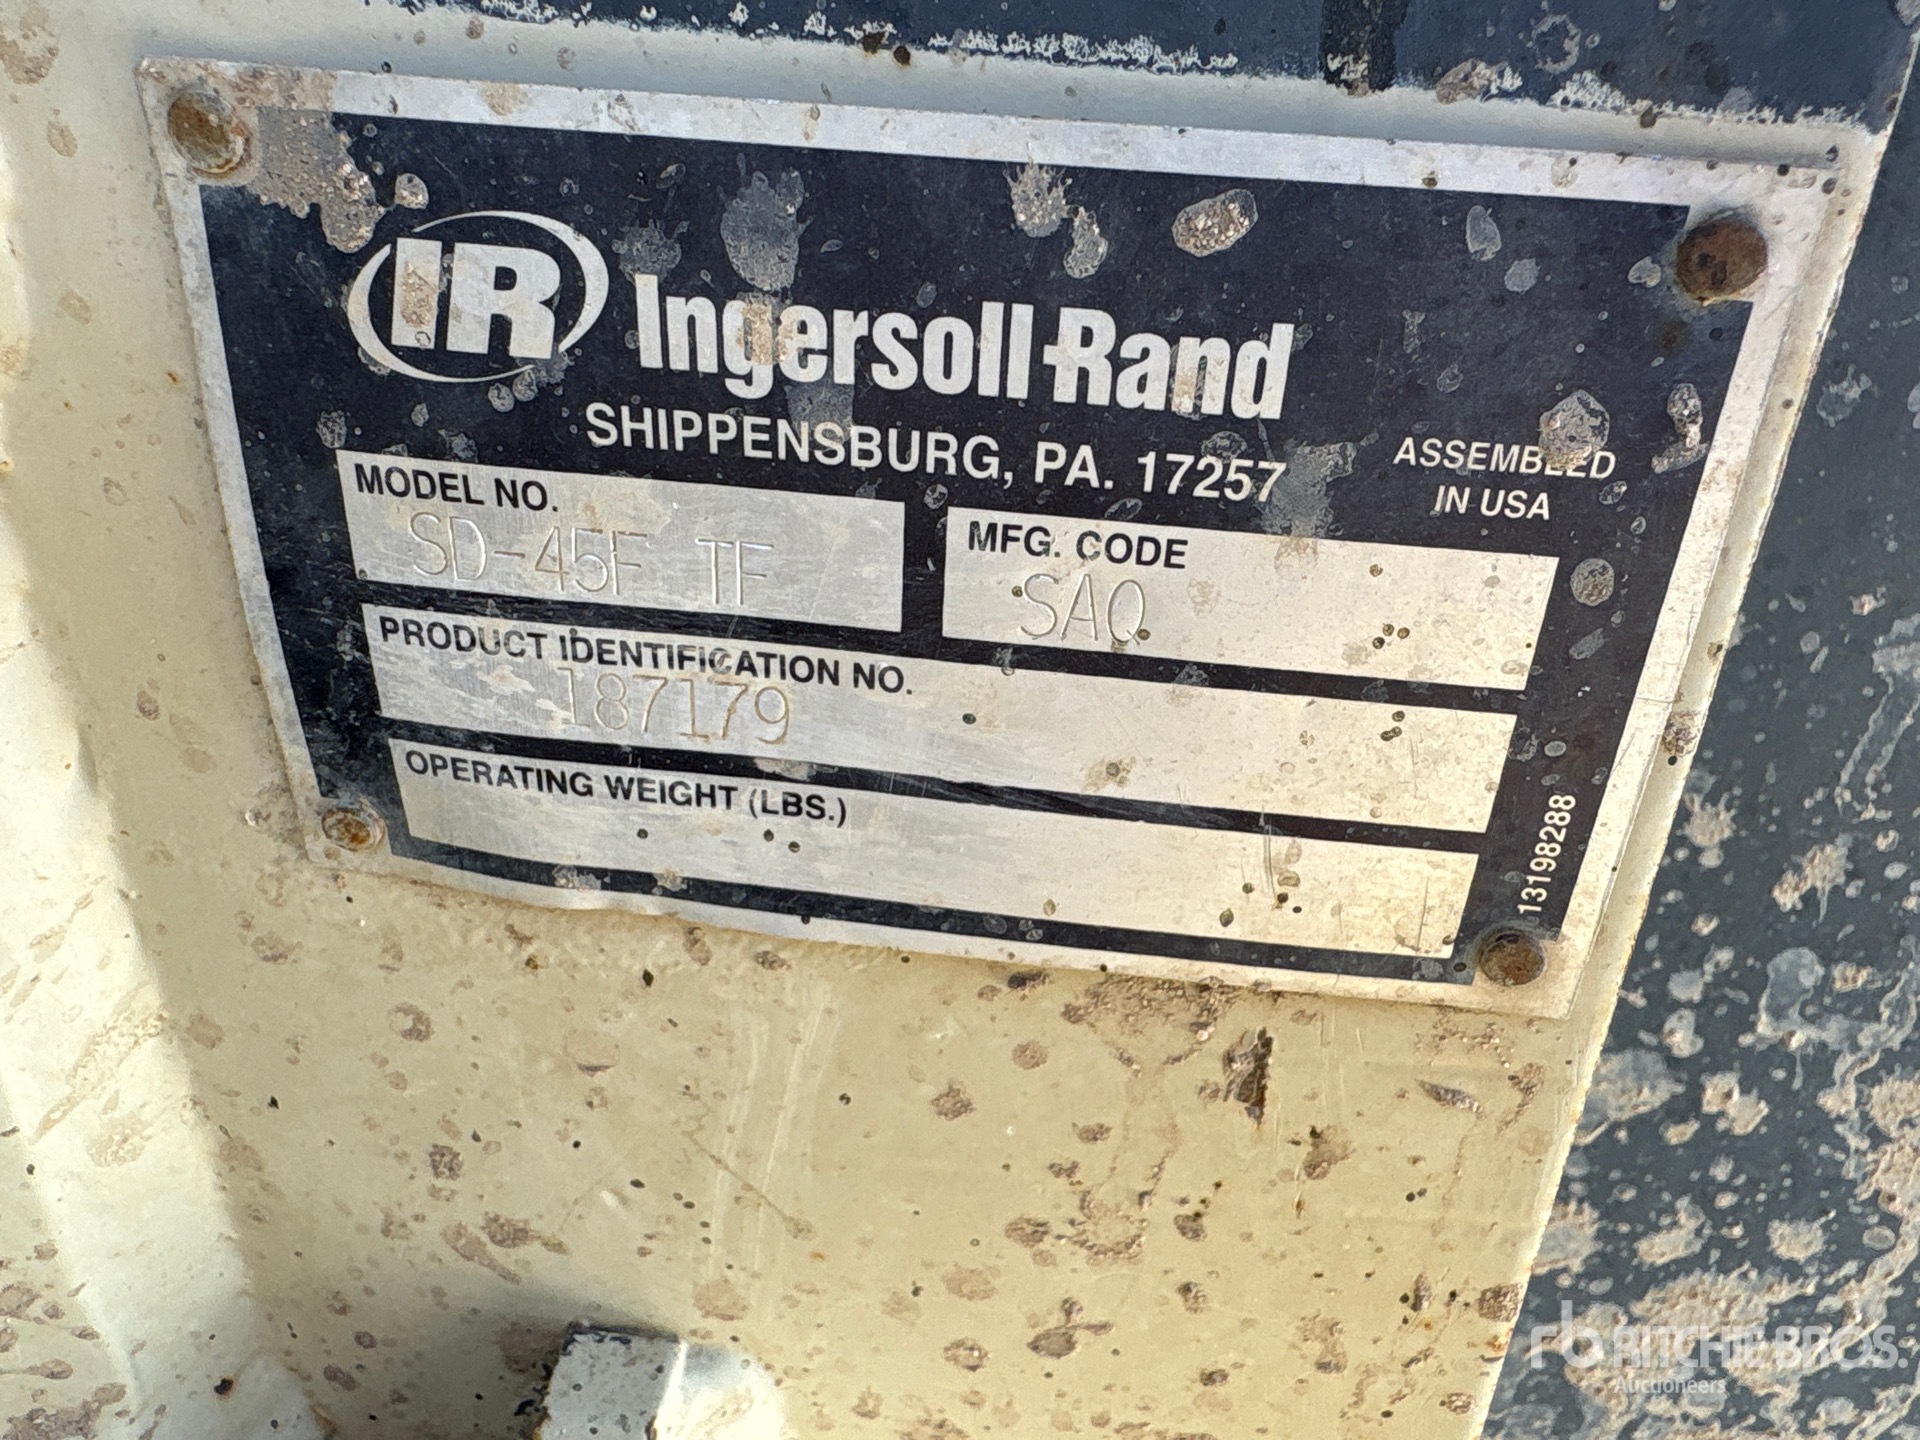 IR Ingersoll-Rand
SHIPPENSBURG, PA. 17257
ASSEMBLED
IN USA
MODEL NO.
SD-45F TF
MFG. CODE
SAQ
PRODUCT IDENTIFICATION NO.
187179
OPERATING WEIGHT (LBS.)
13198288
rb RITCHIE BROS.
Auctioneers